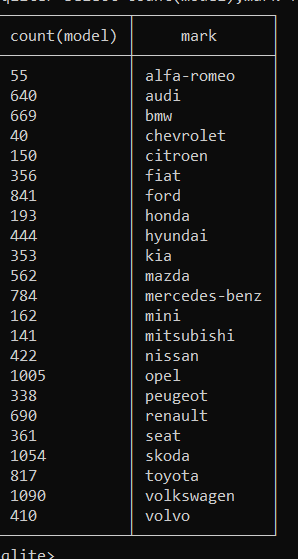 count(model) mark
55 alfa-romeo
640 audi
669 bmw
40 chevrolet
150 citroen
356 fiat
841 ford
193 honda
444 hyundai
353 kia
562 mazda
784 mercedes-benz
162 mini
141 mitsubishi
422 nissan
1005 opel
338 peugeot
690 renault
361 seat
1054 skoda
817 toyota
1090 volkswagen
410 volvo
qlite>